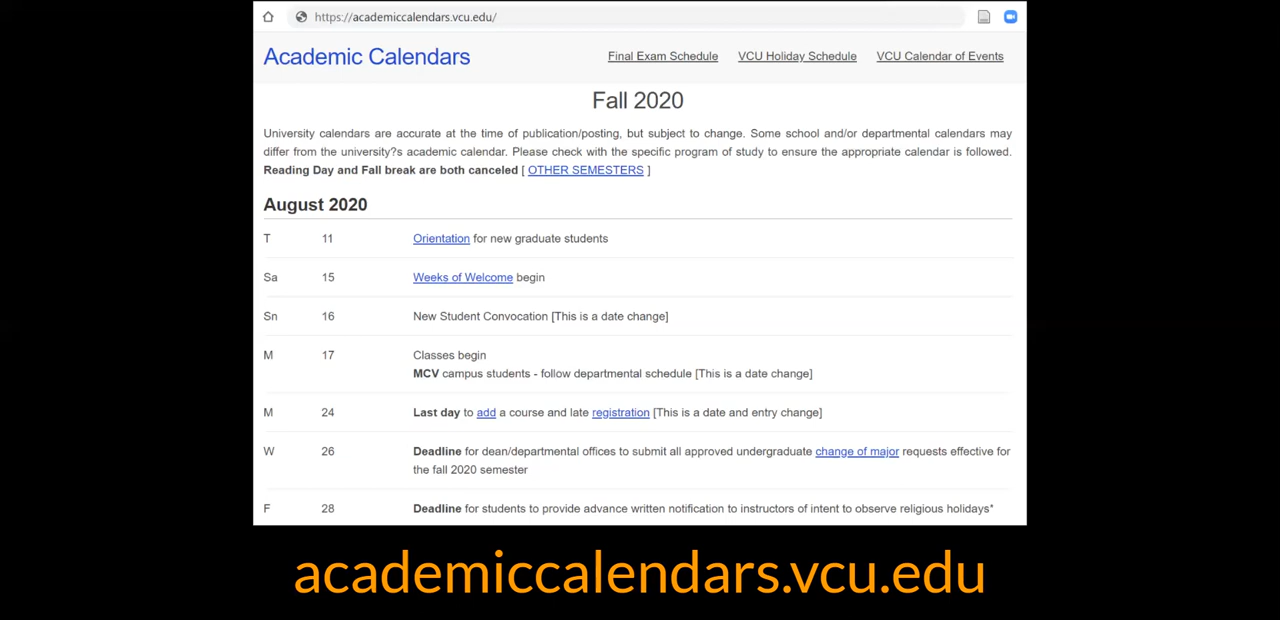 https://academiccalendars.vcu.edu/
Academic Calendars
Final Exam Schedule VCU Holiday Schedule VCU Calendar of Events
Fall 2020
University calendars are accurate at the time of publication/posting, but subject to change. Some school and/or departmental calendars may
differ from the university?s academic calendar. Please check with the specific program of study to ensure the appropriate calendar is followed.
Reading Day and Fall break are both canceled [ OTHER SEMESTERS ]
August 2020
T 11 Orientation for new graduate students
Sa 15 Weeks of Welcome begin
Sn 16 New Student Convocation [This is a date change]
M 17 Classes begin
MCV campus students - follow departmental schedule [This is a date change]
M 24 Last day to add a course and late registration [This is a date and entry change]
W 26 Deadline for dean/departmental offices to submit all approved undergraduate change of major requests effective for
the fall 2020 semester
F 28 Deadline for students to provide advance written notification to instructors of intent to observe religious holidays*
academiccalendars.vcu.edu